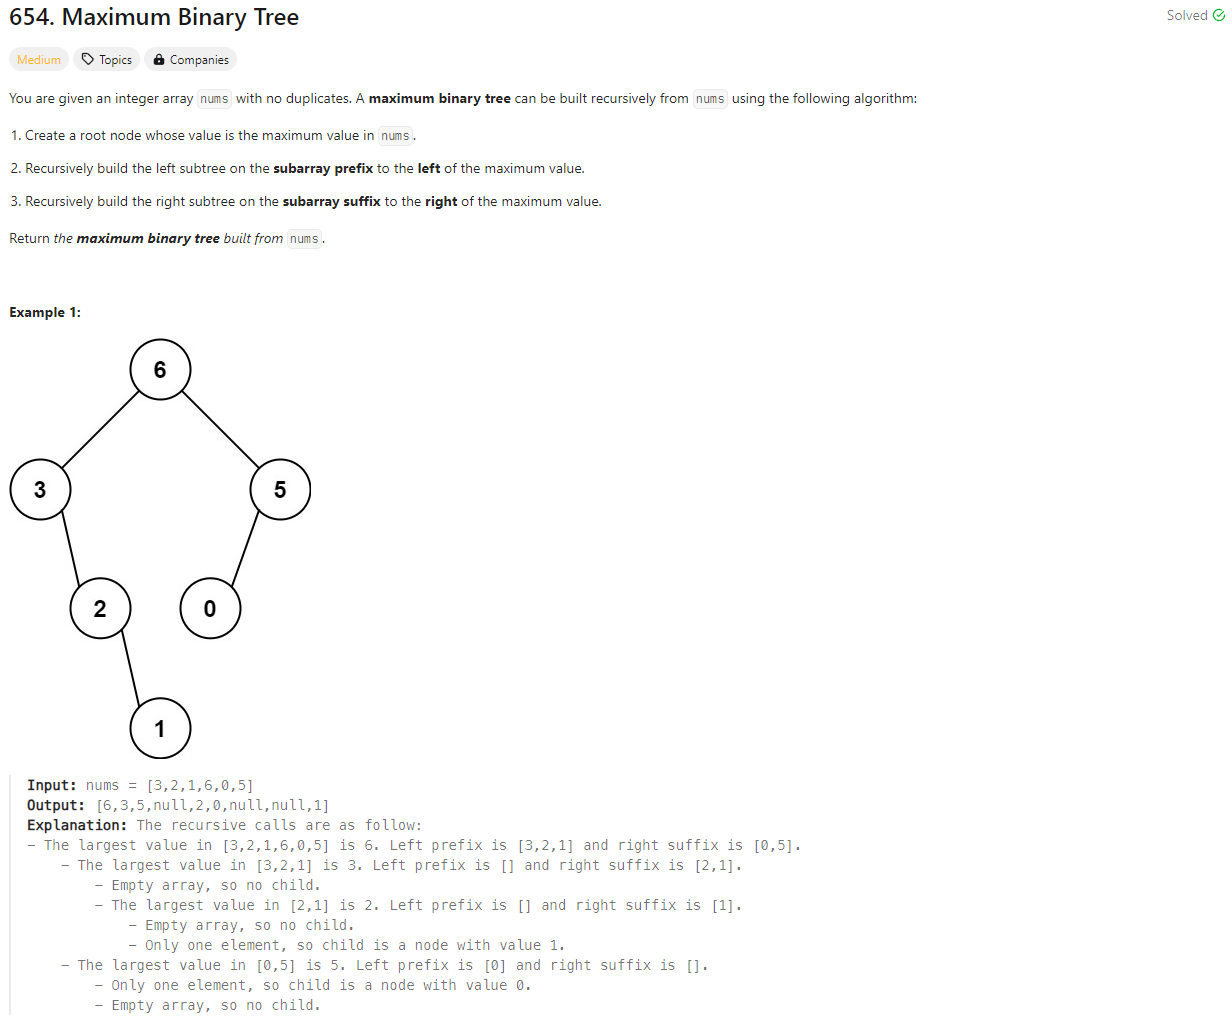 654. Maximum Binary Tree
Solved
Medium Topics Companies
You are given an integer array nums with no duplicates. A maximum binary tree can be built recursively from nums using the following algorithm:
1. Create a root node whose value is the maximum value in nums.
2. Recursively build the left subtree on the subarray prefix to the left of the maximum value.
3. Recursively build the right subtree on the subarray suffix to the right of the maximum value.
Return the maximum binary tree built from nums.
Example 1:
6
3 5
2 0
1
Input: nums = [3,2,1,6,0,5]
Output: [6,3,5,null,2,0,null,null,1]
Explanation: The recursive calls are as follow:
- The largest value in [3,2,1,6,0,5] is 6. Left prefix is [3,2,1] and right suffix is [0,5].
- The largest value in [3,2,1] is 3. Left prefix is [] and right suffix is [2,1].
- Empty array, so no child.
- The largest value in [2,1] is 2. Left prefix is [] and right suffix is [1].
- Empty array, so no child.
- Only one element, so child is a node with value 1.
- The largest value in [0,5] is 5. Left prefix is [0] and right suffix is [].
- Only one element, so child is a node with value 0.
- Empty array, so no child.